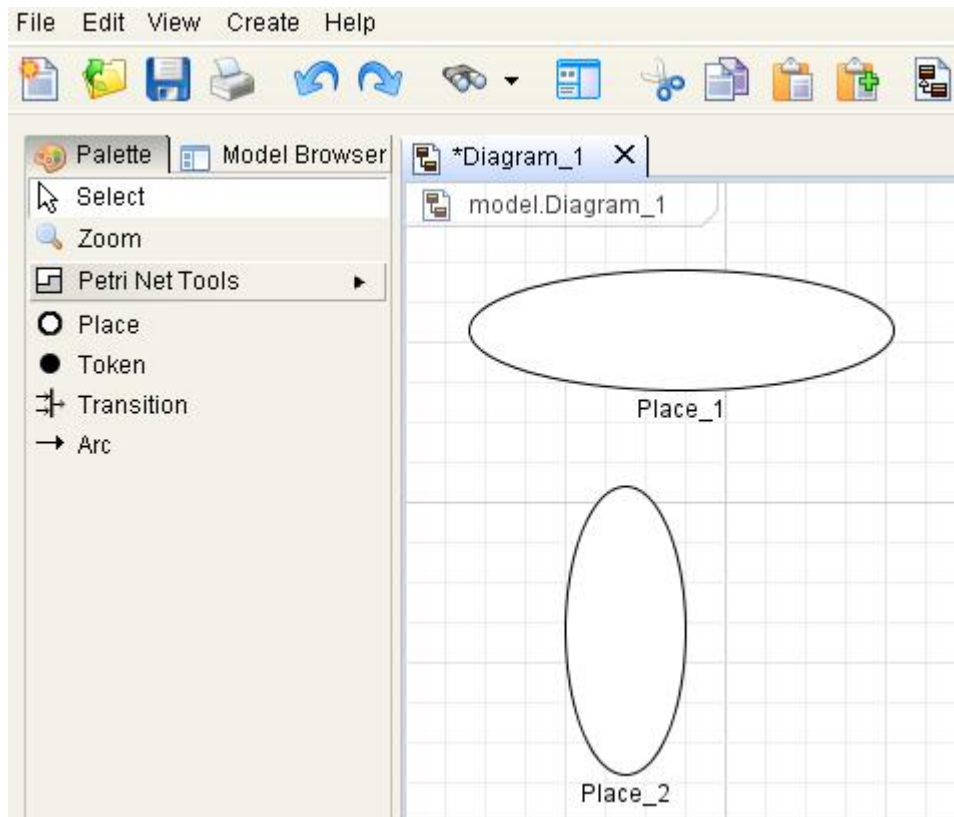 File Edit View Create Help
Palette Model Browser *Diagram_1
Select
model.Diagram_1
Zoom
Petri Net Tools
Place
Token
Transition
Arc
Place_1
Place_2